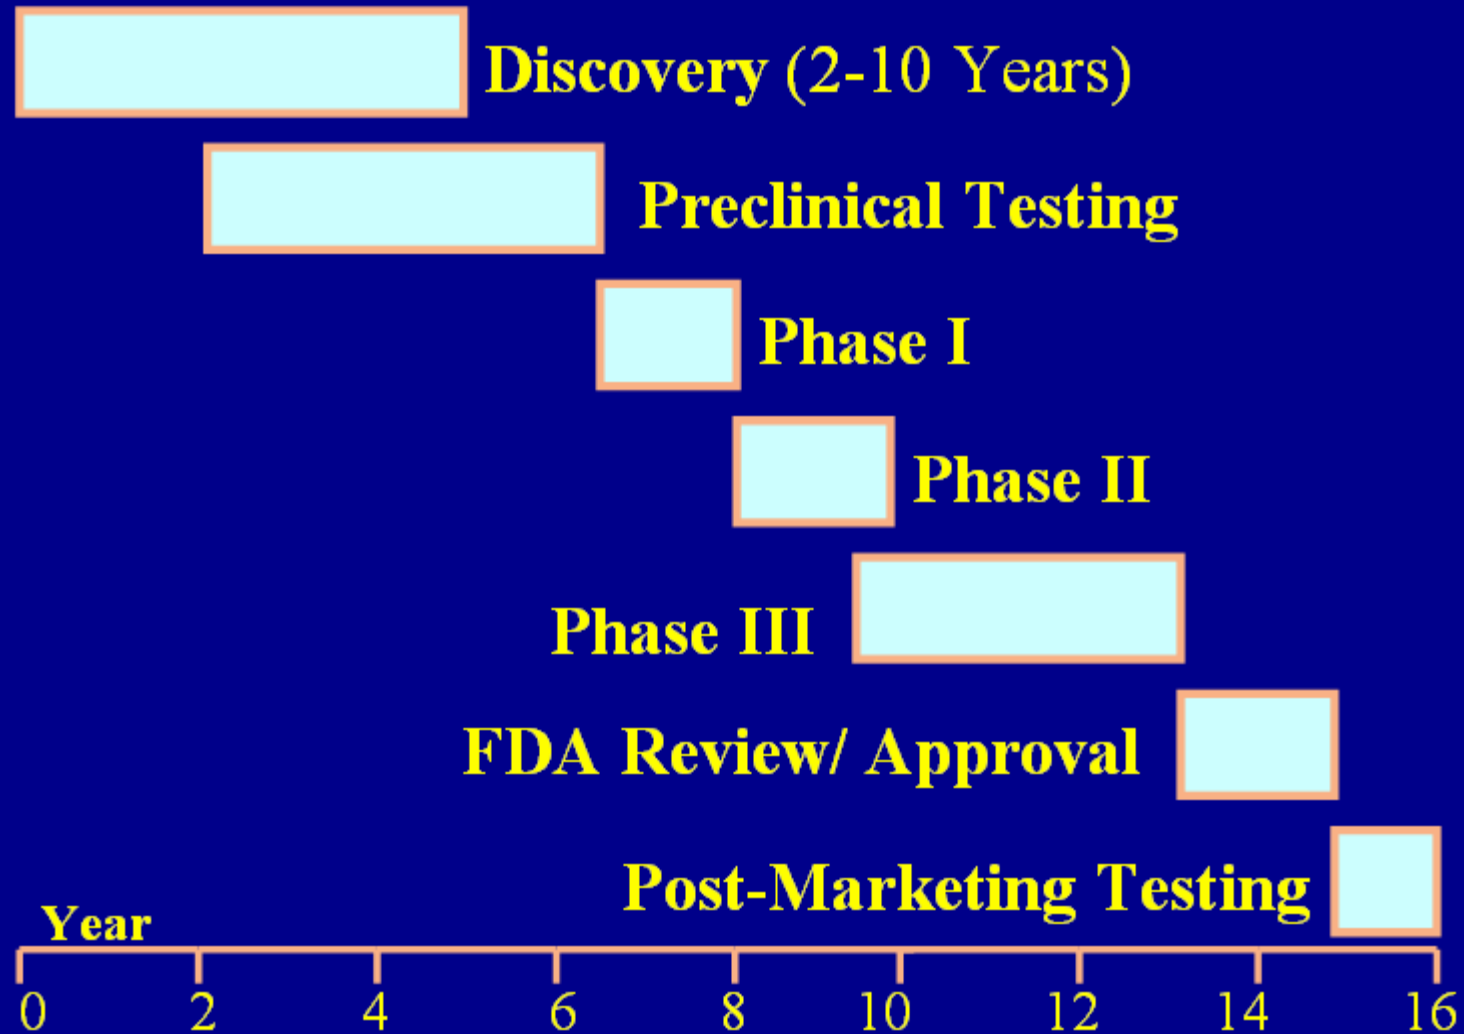 Discovery (2-10 Years)
Preclinical Testing
Phase I
Phase II
Phase III
FDA Review/ Approval
Post-Marketing Testing
Year
0 2 4 6 8 10 12 14 16